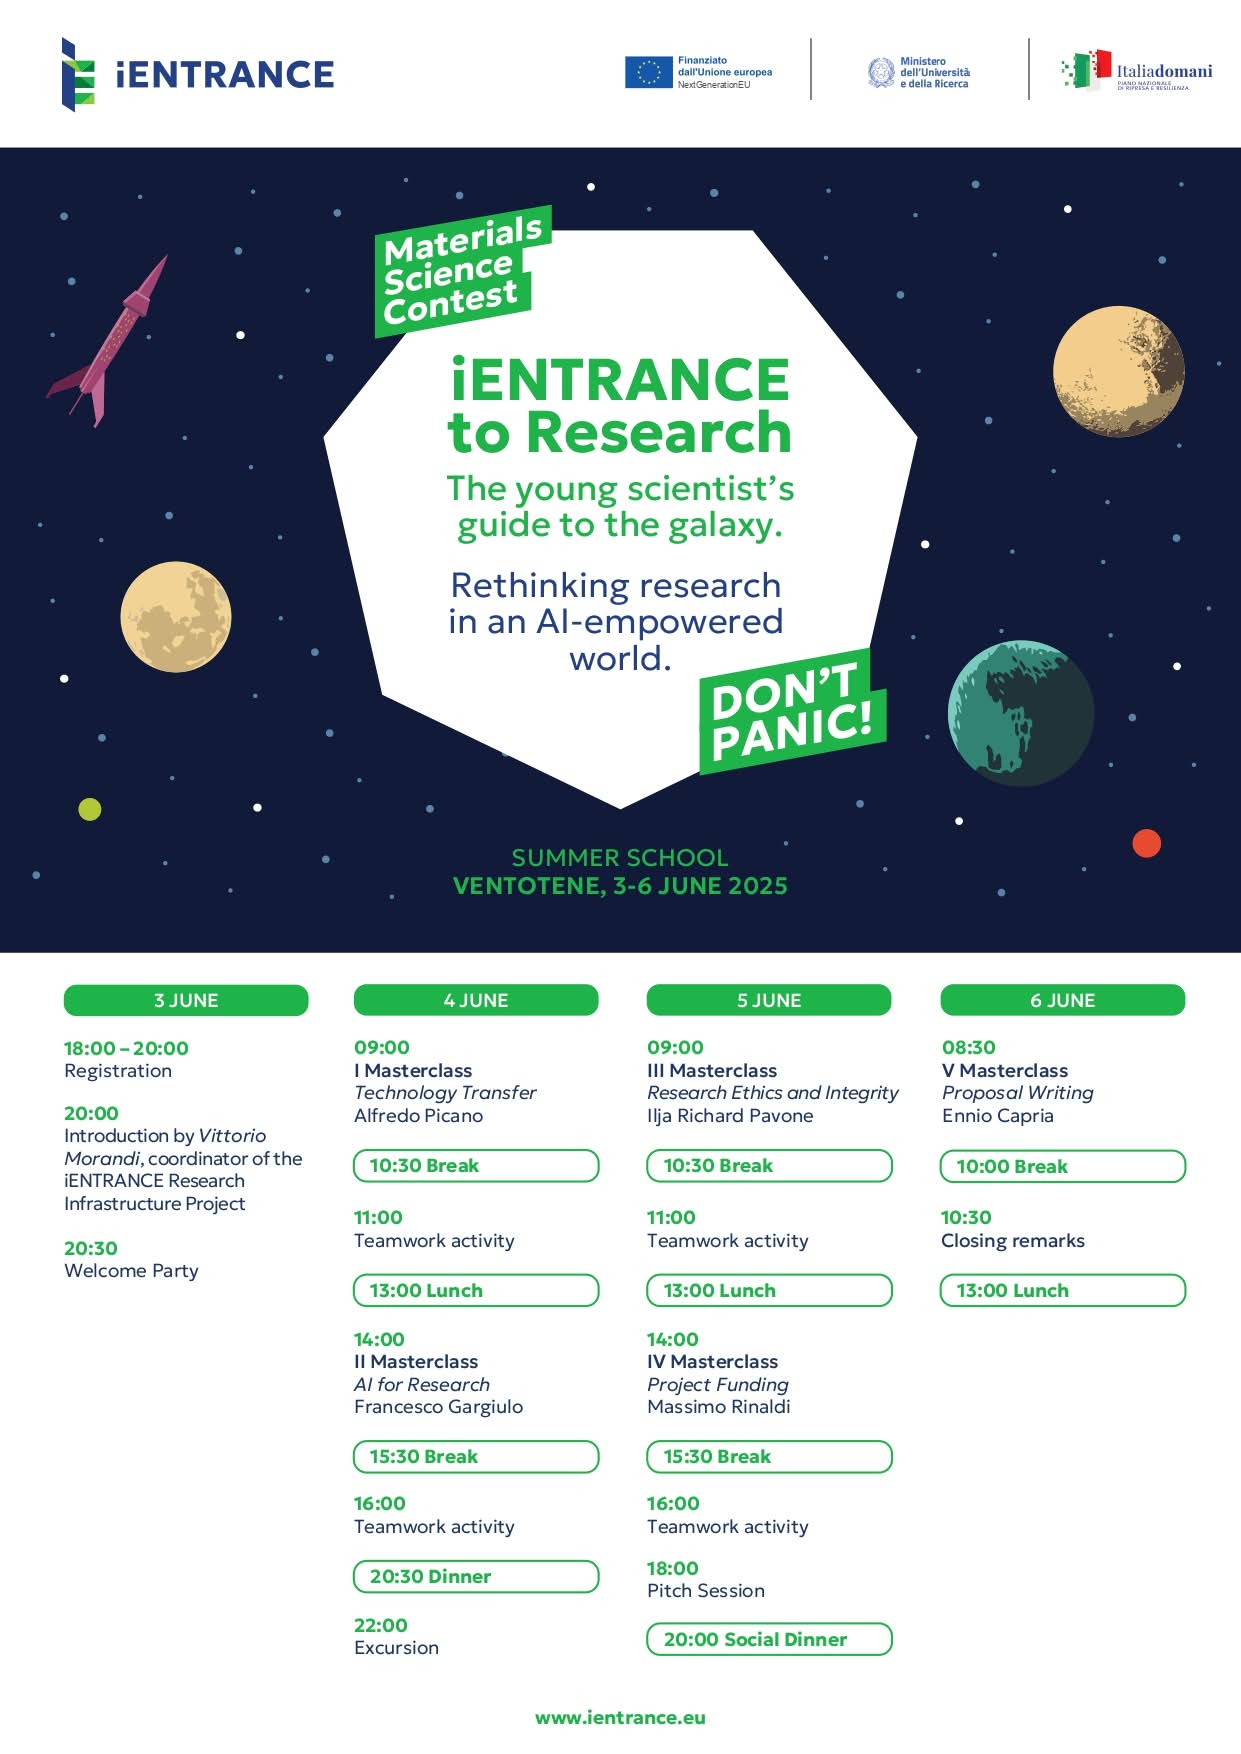 iENTRANCE
Finanziato
dall'Unione europea
NextGenerationEU
Ministero
dell'Università
e della Ricerca
Italiadomani
PIANO NAZIONALE
DI RIPRESA E RESILIENZA
Materials
Science
Contest
iENTRANCE
to Research
The young scientist's
guide to the galaxy.
Rethinking research
in an AI-empowered
world.
DON'T
PANIC!
SUMMER SCHOOL
VENTOTENE, 3-6 JUNE 2025
3 JUNE
18:00 – 20:00
Registration
20:00
Introduction by Vittorio
Morandi, coordinator of the
iENTRANCE Research
Infrastructure Project
20:30
Welcome Party
4 JUNE
09:00
I Masterclass
Technology Transfer
Alfredo Picano
10:30 Break
11:00
Teamwork activity
13:00 Lunch
14:00
II Masterclass
AI for Research
Francesco Gargiulo
15:30 Break
16:00
Teamwork activity
20:30 Dinner
22:00
Excursion
5 JUNE
09:00
III Masterclass
Research Ethics and Integrity
Ilja Richard Pavone
10:30 Break
11:00
Teamwork activity
13:00 Lunch
14:00
IV Masterclass
Project Funding
Massimo Rinaldi
15:30 Break
16:00
Teamwork activity
18:00
Pitch Session
20:00 Social Dinner
6 JUNE
08:30
V Masterclass
Proposal Writing
Ennio Capria
10:00 Break
10:30
Closing remarks
13:00 Lunch
www.ientrance.eu